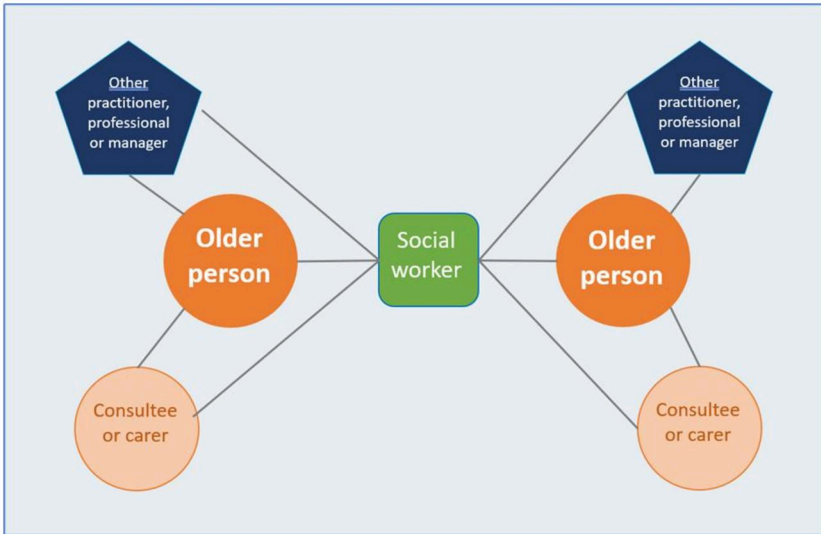 Other
practitioner,
professional
or manager
Older
person
Consultee
or carer
Social
worker
Other
practitioner,
professional
or manager
Older
person
Consultee
or carer